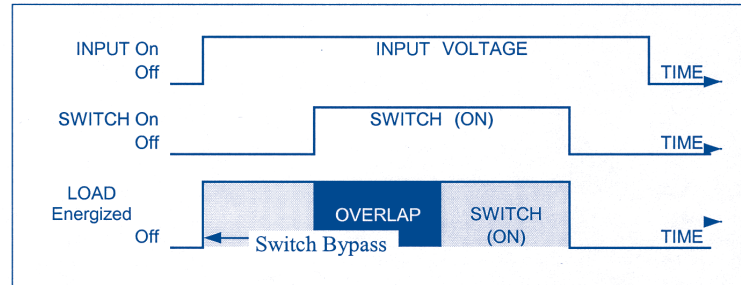 INPUT On
INPUT VOLTAGE
Off
TIME
SWITCH On
SWITCH (ON)
Off
TIME
LOAD
Energized
OVERLAP
SWITCH
(ON)
Off
Switch Bypass
TIME